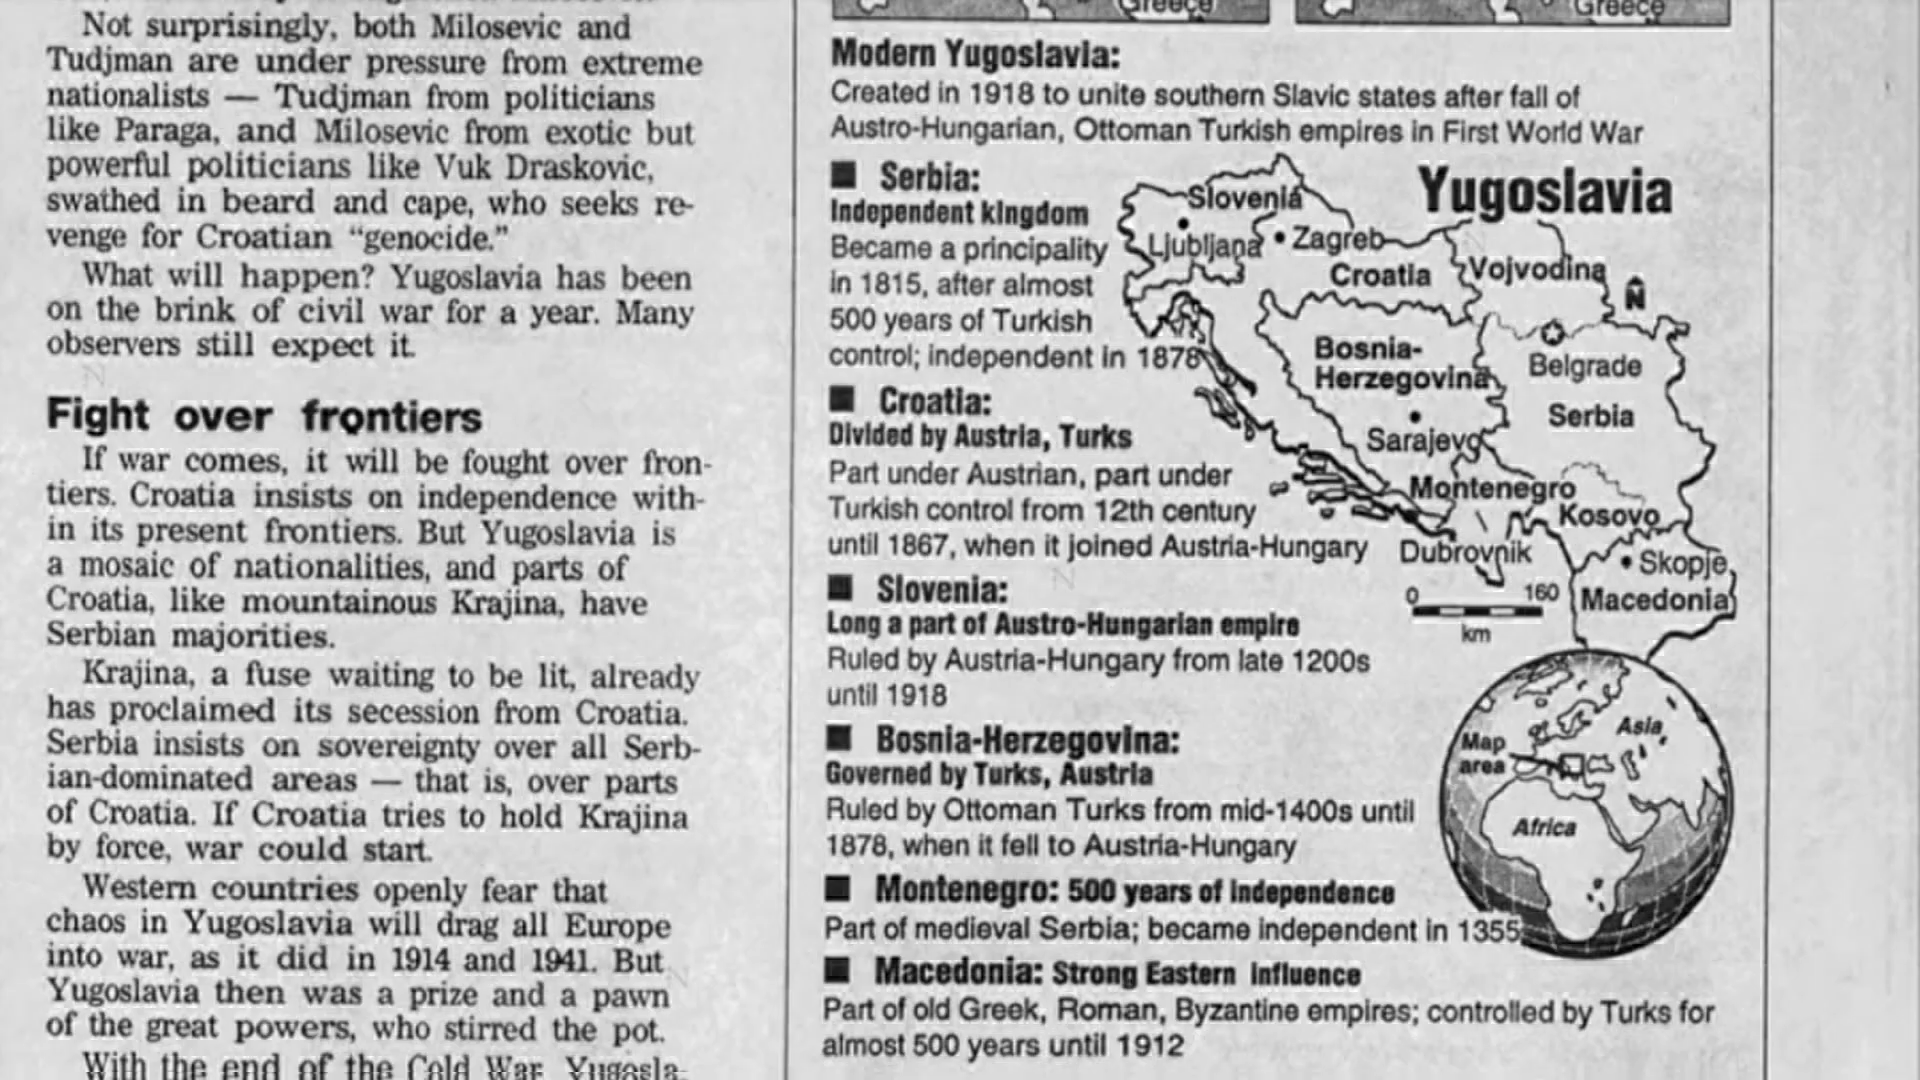 Not surprisingly, both Milosevic and
Tudjman are under pressure from extreme
nationalists — Tudjman from politicians
like Paraga, and Milosevic from exotic but
powerful politicians like Vuk Draskovic,
swathed in beard and cape, who seeks re-
venge for Croatian “genocide.”
What will happen? Yugoslavia has been
on the brink of civil war for a year. Many
observers still expect it.
Fight over frontiers
If war comes, it will be fought over fron-
tiers. Croatia insists on independence with-
in its present frontiers. But Yugoslavia is
a mosaic of nationalities, and parts of
Croatia, like mountainous Krajina, have
Serbian majorities.
Krajina, a fuse waiting to be lit, already
has proclaimed its secession from Croatia.
Serbia insists on sovereignty over all Serb-
ian-dominated areas — that is, over parts
of Croatia. If Croatia tries to hold Krajina
by force, war could start.
Western countries openly fear that
chaos in Yugoslavia will drag all Europe
into war, as it did in 1914 and 1941. But
Yugoslavia then was a prize and a pawn
of the great powers, who stirred the pot.
With the end of the Cold War, Yugosla-
Greece
Greece
Modern Yugoslavia:
Created in 1918 to unite southern Slavic states after fall of
Austro-Hungarian, Ottoman Turkish empires in First World War
■ Serbia:
Independent kingdom
Became a principality
in 1815, after almost
500 years of Turkish
control; independent in 1878
■ Croatia:
Divided by Austria, Turks
Part under Austrian, part under
Turkish control from 12th century
until 1867, when it joined Austria-Hungary
■ Slovenia:
Long a part of Austro-Hungarian empire
Ruled by Austria-Hungary from late 1200s
until 1918
■ Bosnia-Herzegovina:
Governed by Turks, Austria
Ruled by Ottoman Turks from mid-1400s until
1878, when it fell to Austria-Hungary
■ Montenegro: 500 years of independence
Part of medieval Serbia; became independent in 1355
■ Macedonia: Strong Eastern influence
Part of old Greek, Roman, Byzantine empires; controlled by Turks for
almost 500 years until 1912
Yugoslavia
Slovenia
Ljubljana
Zagreb
Croatia
Vojvodina
N
Bosnia-
Herzegovina
Belgrade
Serbia
Sarajevo
Montenegro
Kosovo
Dubrovnik
Skopje
Macedonia
0 160
km
Map
area
Asia
Africa